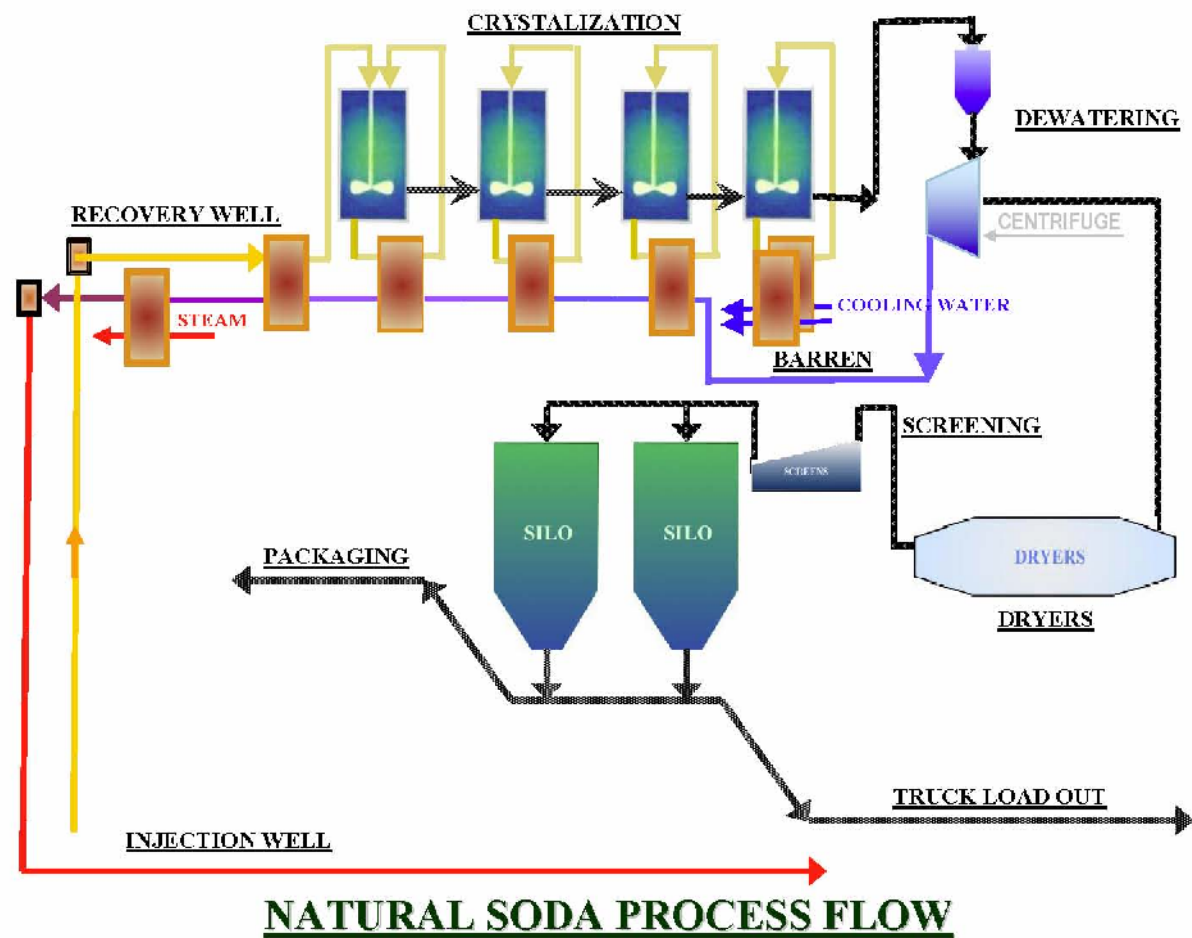 CRYSTALIZATION
DEWATERING
RECOVERY WELL
CENTRIFUGE
STEAM
COOLING WATER
BARREN
SCREENING
SCREENS
SILO
SILO
PACKAGING
DRYERS
DRYERS
TRUCK LOAD OUT
INJECTION WELL
NATURAL SODA PROCESS FLOW